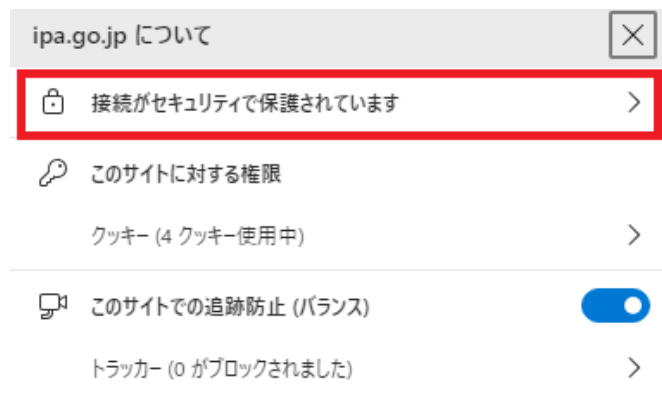 ipa.go.jp について
接続がセキュリティで保護されています
このサイトに対する権限
クッキー (4 クッキー使用中)
このサイトでの追跡防止 (バランス)
トラッカー (0 がブロックされました)